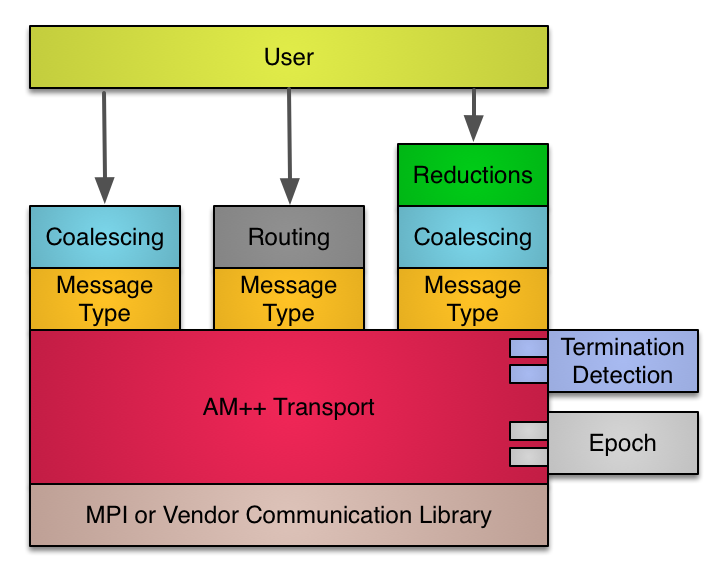 User
Reductions
Coalescing
Routing
Coalescing
Message
Type
Message
Type
Message
Type
Termination
Detection
AM++ Transport
Epoch
MPI or Vendor Communication Library